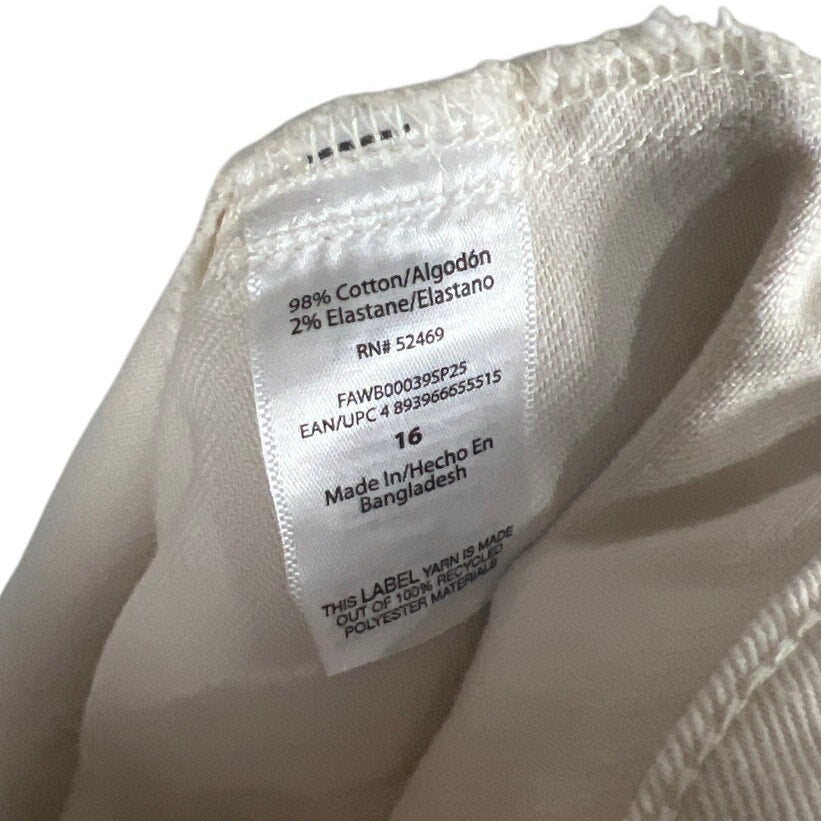 98% Cotton/Algodón
2% Elastane/Elastano
RN# 52469
FAWB00039SP25
EAN/UPC 4 893966655515
16
Made In/Hecho En
Bangladesh
THIS LABEL YARN IS MADE
OUT OF 100% RECYCLED
POLYESTER MATERIALS